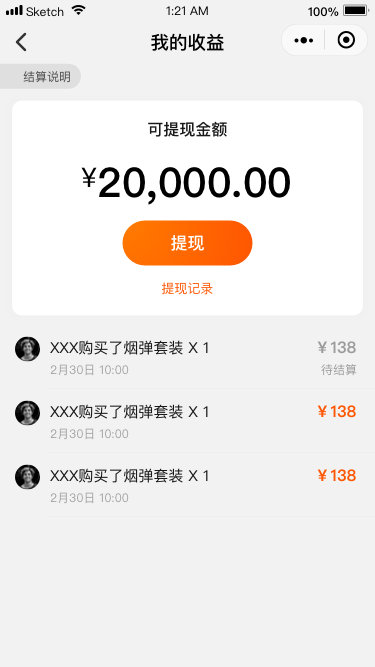 Sketch 1:21 AM 100%
我的收益
结算说明
可提现金额
¥20,000.00
提现
提现记录
XXX购买了烟弹套装 X 1 ¥ 138
2月30日 10:00 待结算
XXX购买了烟弹套装 X 1 ¥ 138
2月30日 10:00
XXX购买了烟弹套装 X 1 ¥ 138
2月30日 10:00